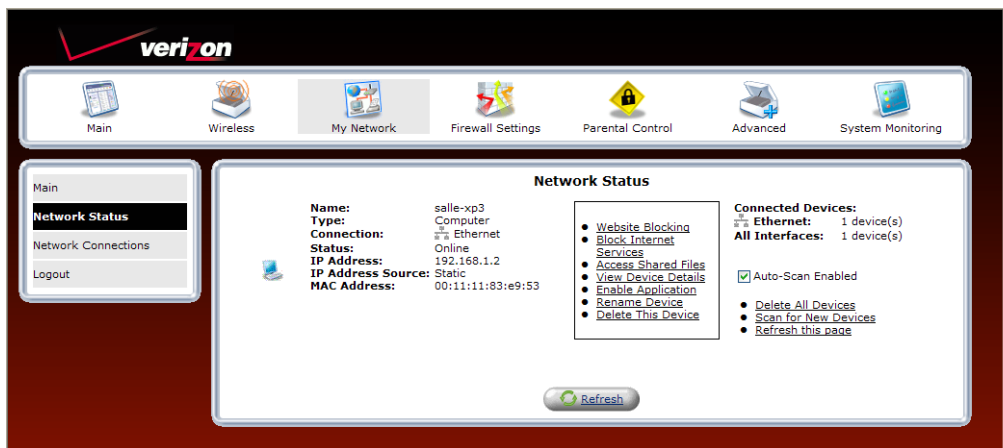 verizon
Main
Wireless
My Network
Firewall Settings
Parental Control
Advanced
System Monitoring
Main
Network Status
Network Connections
Logout
Network Status
Name: salle-xp3
Type: Computer
Connection: Ethernet
Status: Online
IP Address: 192.168.1.2
IP Address Source: Static
MAC Address: 00:11:11:83:e9:53
Website Blocking
Block Internet
Services
Access Shared Files
View Device Details
Enable Application
Rename Device
Delete This Device
Connected Devices:
Ethernet: 1 device(s)
All Interfaces: 1 device(s)
Auto-Scan Enabled
Delete All Devices
Scan for New Devices
Refresh this page
Refresh